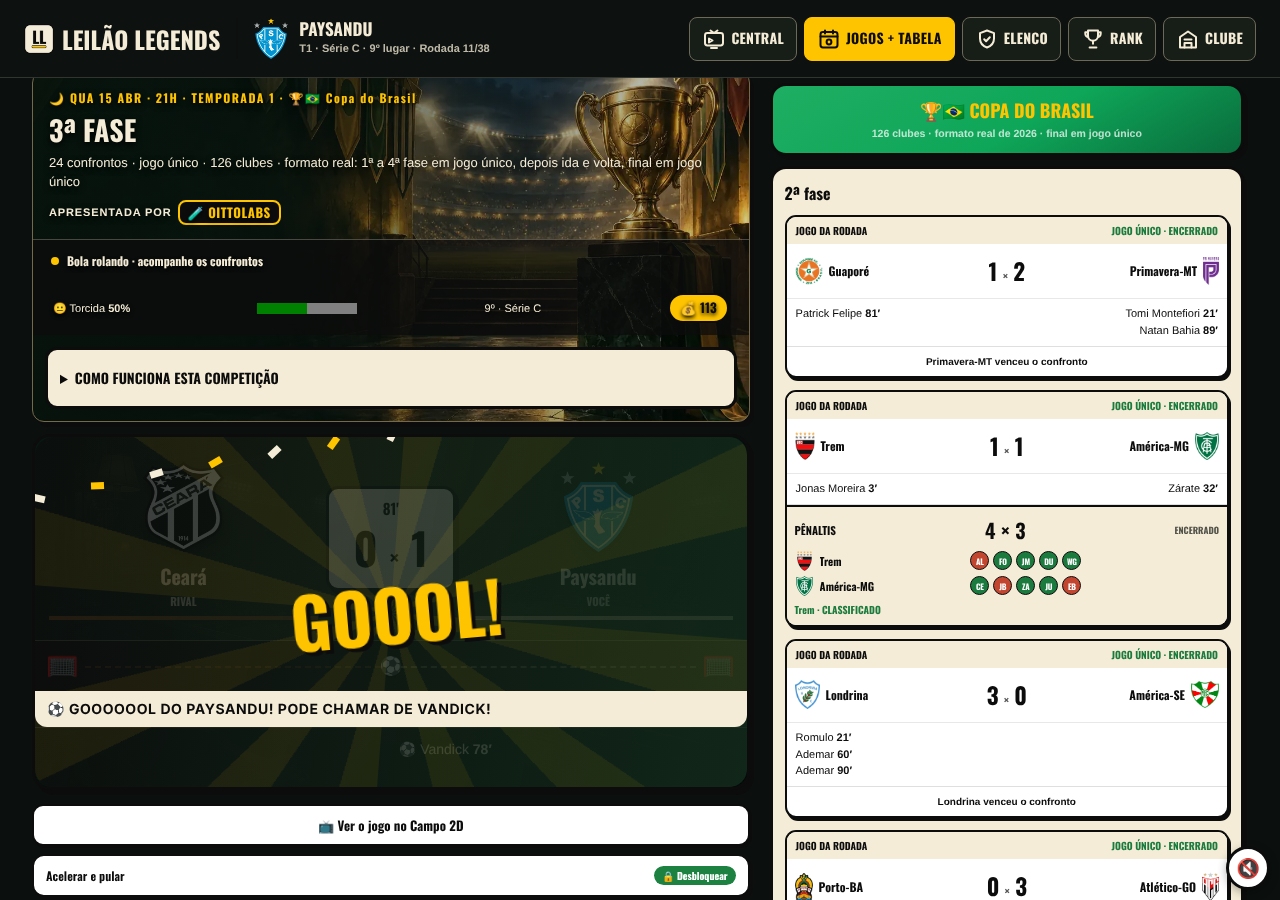 LEILÃO LEGENDS
PAYSANDU
T1 · Série C · 9º lugar · Rodada 11/38
CENTRAL
JOGOS + TABELA
ELENCO
RANK
CLUBE
QUA 15 ABR · 21H · TEMPORADA 1 · 🏆🇧🇷 Copa do Brasil
3ª FASE
24 confrontos · jogo único · 126 clubes · formato real: 1ª a 4ª fase em jogo único, depois ida e volta, final em jogo
único
APRESENTADA POR 🧪 OITTOLABS
Bola rolando · acompanhe os confrontos
Torcida 50%
9º · Série C
113
COMO FUNCIONA ESTA COMPETIÇÃO
CEARÁ
81′
0 × 1
Ceará
RIVAL
Paysandu
VOCÊ
GOOOL!
⚽ GOOOOOOL DO PAYSANDU! PODE CHAMAR DE VANDICK!
⚽ Vandick 78′
📺 Ver o jogo no Campo 2D
Acelerar e pular
🔒 Desbloquear
🏆🇧🇷 COPA DO BRASIL
126 clubes · formato real de 2026 · final em jogo único
2ª fase
JOGO DA RODADA
JOGO ÚNICO · ENCERRADO
Guaporé
1 × 2
Primavera-MT
Patrick Felipe 81′
Tomi Montefiori 21′
Natan Bahia 89′
Primavera-MT venceu o confronto
JOGO DA RODADA
JOGO ÚNICO · ENCERRADO
Trem
1 × 1
América-MG
Jonas Moreira 3′
Zárate 32′
PÊNALTIS
4 × 3
ENCERRADO
Trem
AL FO JM DU WG
América-MG
CE JB ZA JU EB
Trem · CLASSIFICADO
JOGO DA RODADA
JOGO ÚNICO · ENCERRADO
Londrina
3 × 0
América-SE
Romulo 21′
Ademar 60′
Ademar 90′
Londrina venceu o confronto
JOGO DA RODADA
JOGO ÚNICO · ENCERRADO
Porto-BA
0 × 3
Atlético-GO